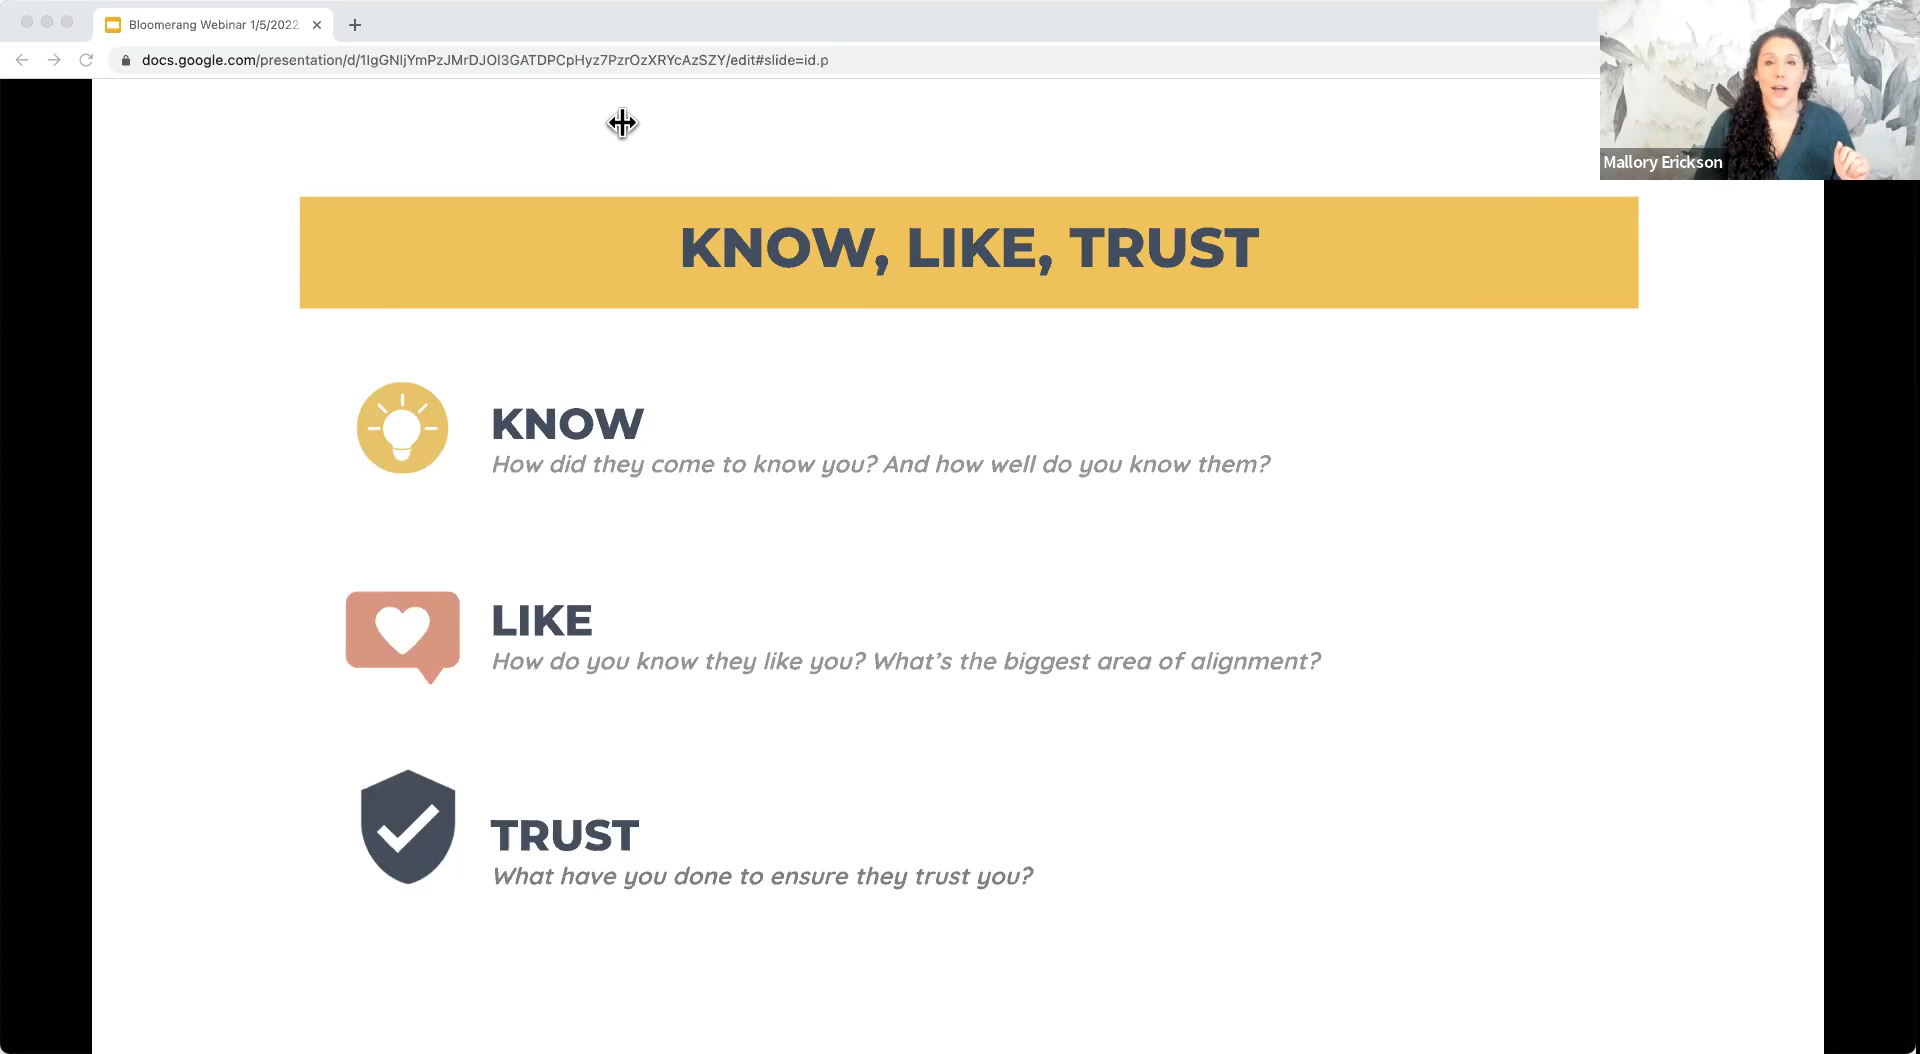 Bloomerang Webinar 1/5/2022
docs.google.com/presentation/d/1IgGNIjYmPzJMrDJOI3GATDPCpHyz7PzrOzXRYcAzSZY/edit#slide=id.p
Mallory Erickson
KNOW, LIKE, TRUST
KNOW
How did they come to know you? And how well do you know them?
LIKE
How do you know they like you? What's the biggest area of alignment?
TRUST
What have you done to ensure they trust you?